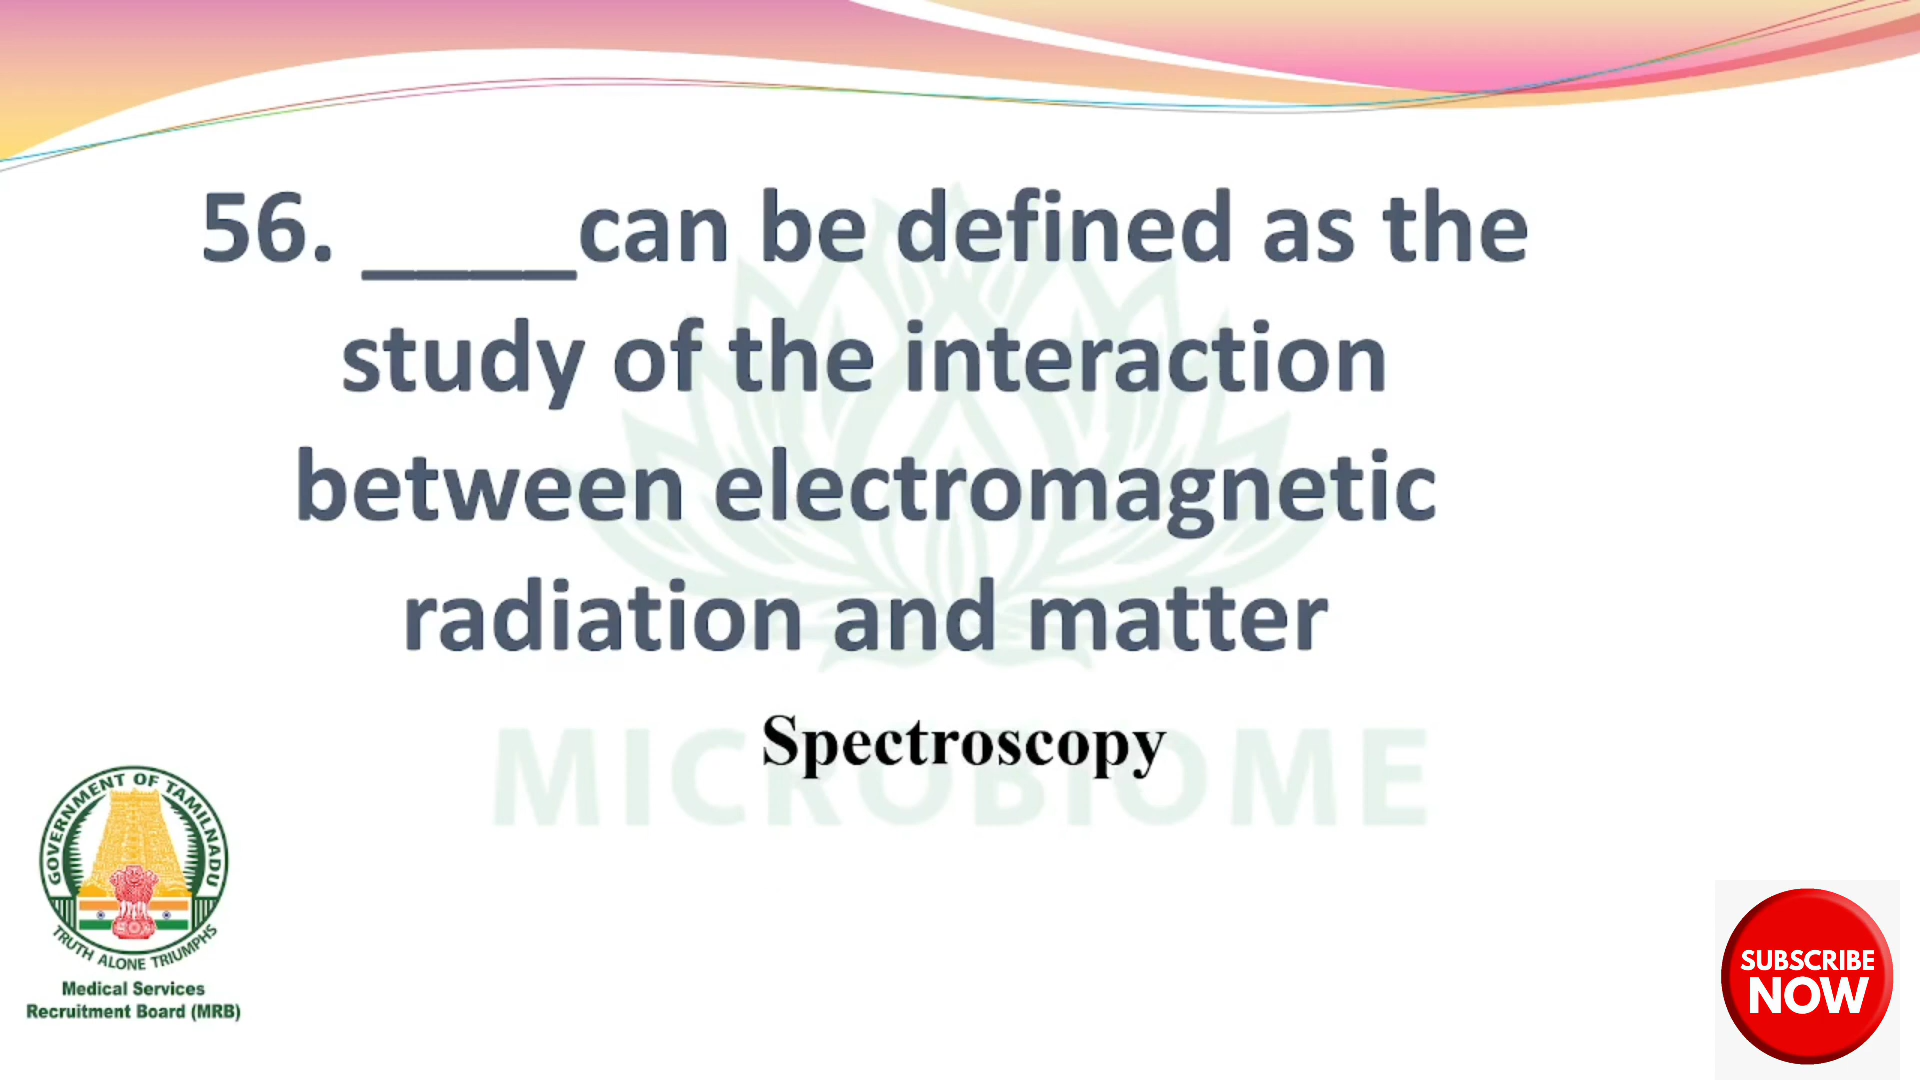 56. ____can be defined as the
study of the interaction
between electromagnetic
radiation and matter
Spectroscopy
MICROBIOME
GOVERNMENT OF TAMILNADU
TRUTH ALONE TRIUMPHS
Medical Services
Recruitment Board (MRB)
SUBSCRIBE
NOW